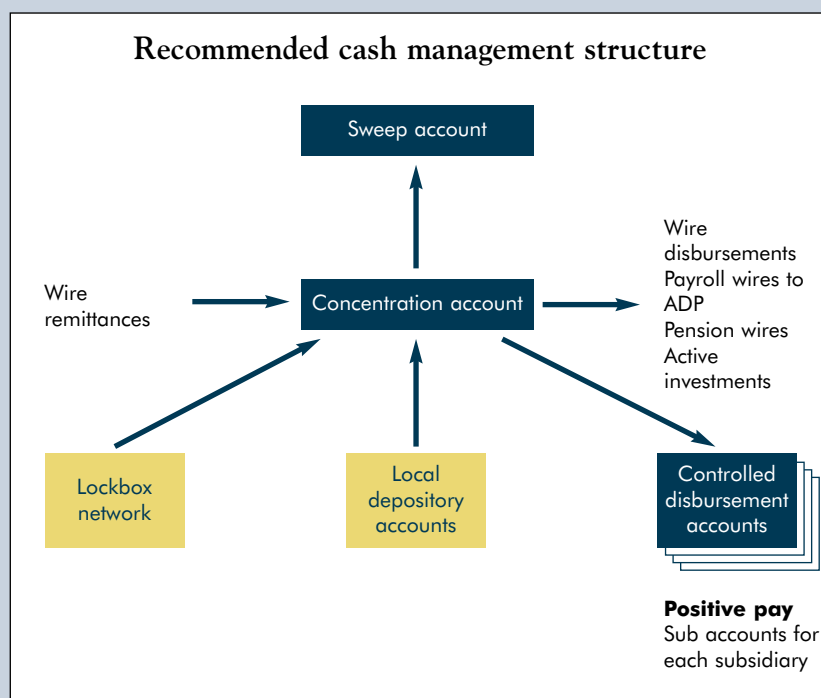 Recommended cash management structure
Sweep account
Wire
remittances
Concentration account
Wire
disbursements
Payroll wires to
ADP
Pension wires
Active
investments
Lockbox
network
Local
depository
accounts
Controlled
disbursement
accounts
Positive pay
Sub accounts for
each subsidiary